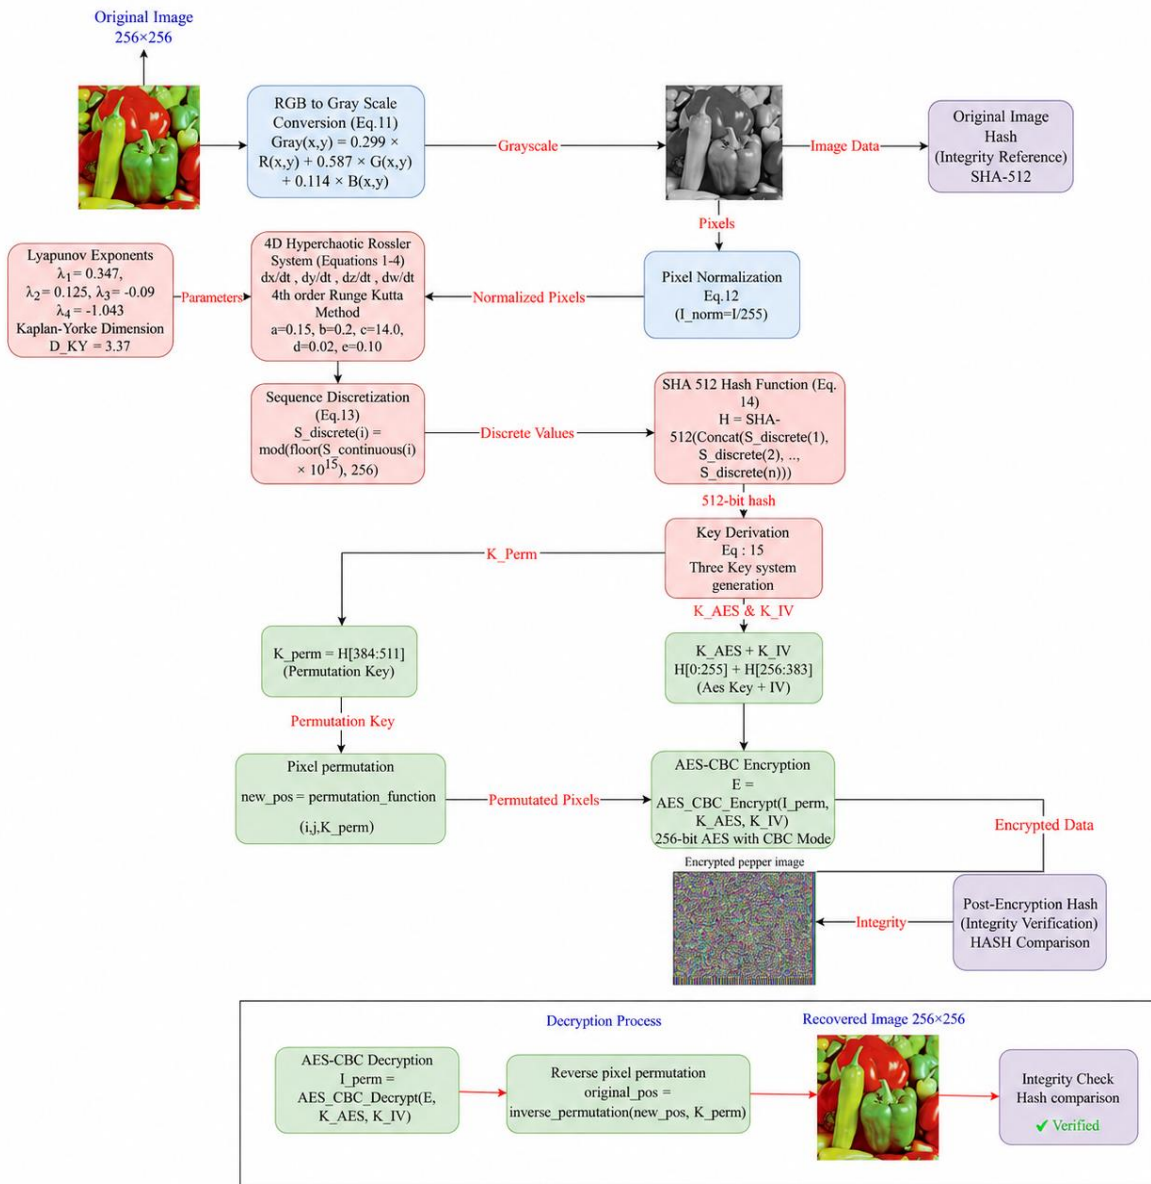 Original Image
256×256
RGB to Gray Scale
Conversion (Eq.11)
Gray(x,y) = 0.299 ×
R(x,y) + 0.587 × G(x,y)
+ 0.114 × B(x,y)
Grayscale
Image Data
Original Image
Hash
(Integrity Reference)
SHA-512
Pixels
Lyapunov Exponents
λ₁= 0.347,
λ₂= 0.125, λ₃= -0.09
λ₄= -1.043
Kaplan-Yorke Dimension
D_KY = 3.37
Parameters
4D Hyperchaotic Rossler
System (Equations 1-4)
dx/dt , dy/dt , dz/dt , dw/dt
4th order Runge Kutta
Method
a=0.15, b=0.2, c=14.0,
d=0.02, e=0.10
Normalized Pixels
Pixel Normalization
Eq.12
(I_norm=I/255)
Sequence Discretization
(Eq.13)
S_discrete(i) =
mod(floor(S_continuous(i)
× 10¹⁵), 256)
Discrete Values
SHA 512 Hash Function (Eq.
14)
H = SHA-
512(Concat(S_discrete(1),
S_discrete(2), ..,
S_discrete(n)))
512-bit hash
Key Derivation
Eq : 15
Three Key system
generation
K_Perm
K_AES & K_IV
K_perm = H[384:511]
(Permutation Key)
K_AES + K_IV
H[0:255] + H[256:383]
(Aes Key + IV)
Permutation Key
Pixel permutation
new_pos = permutation_function
(i,j,K_perm)
Permutated Pixels
AES-CBC Encryption
E =
AES_CBC_Encrypt(I_perm,
K_AES, K_IV)
256-bit AES with CBC Mode
Encrypted Data
Encrypted pepper image
Integrity
Post-Encryption Hash
(Integrity Verification)
HASH Comparison
Decryption Process
Recovered Image 256×256
AES-CBC Decryption
I_perm =
AES_CBC_Decrypt(E,
K_AES, K_IV)
Reverse pixel permutation
original_pos =
inverse_permutation(new_pos, K_perm)
Integrity Check
Hash comparison
✔ Verified